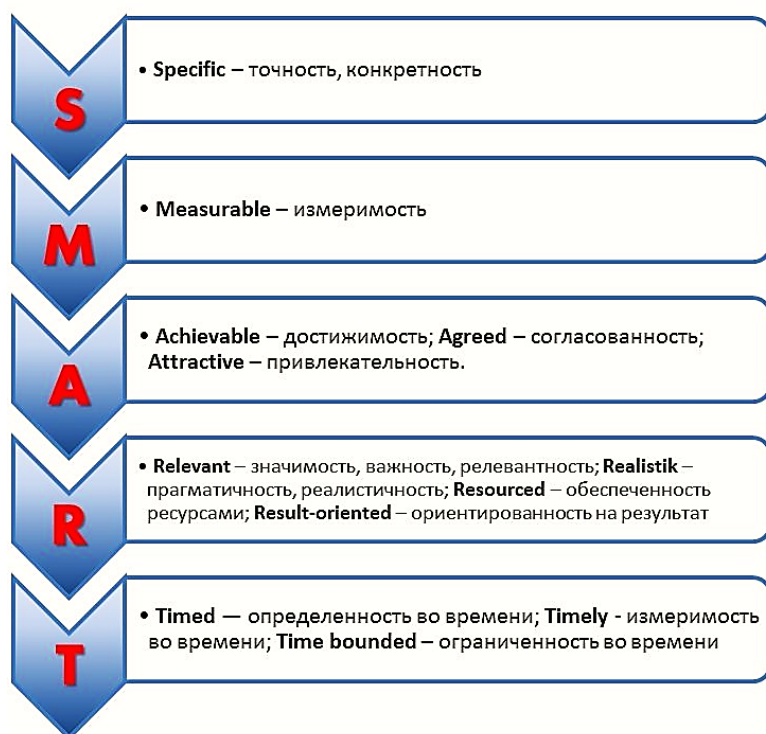 S
• Specific – точность, конкретность
M
• Measurable – измеримость
A
• Achievable – достижимость; Agreed – согласованность;
Attractive – привлекательность.
R
• Relevant – значимость, важность, релевантность; Realistik –
прагматичность, реалистичность; Resourced – обеспеченность
ресурсами; Result-oriented – ориентированность на результат
T
• Timed — определенность во времени; Timely - измеримость
во времени; Time bounded – ограниченность во времени